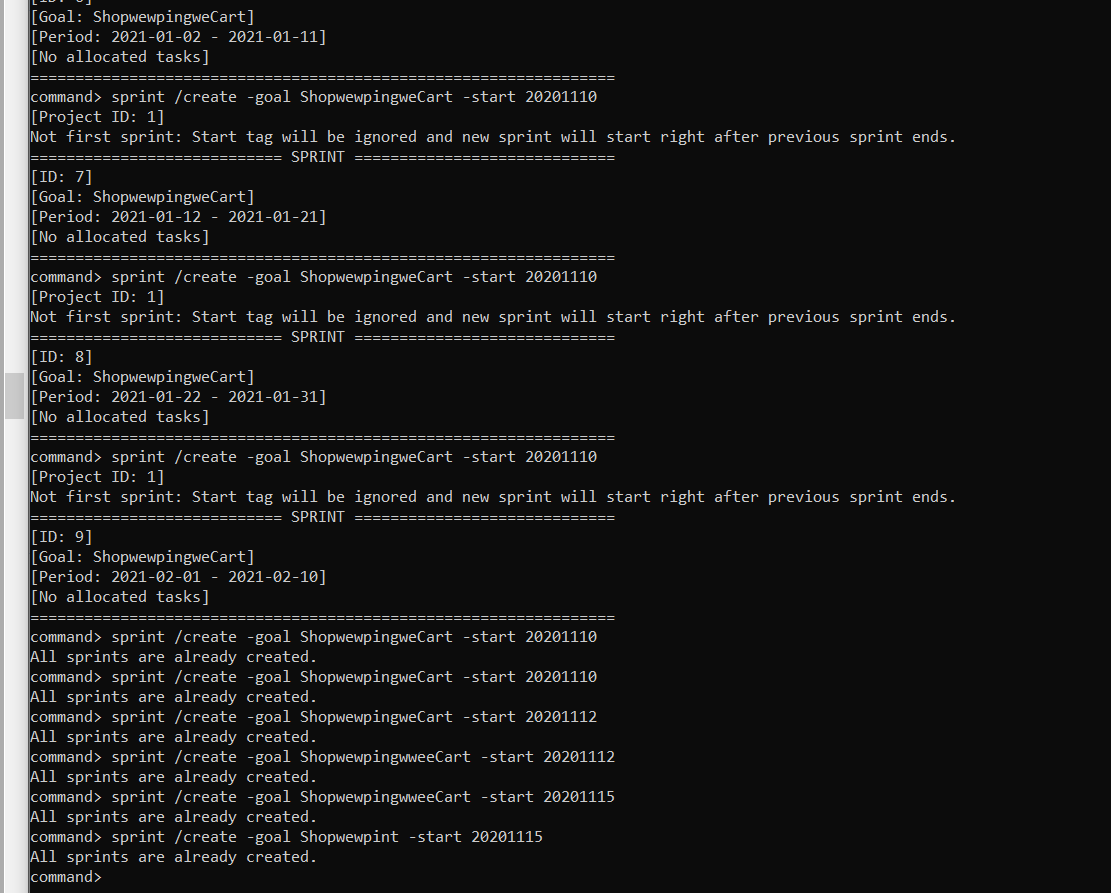 [ID: 6]
[Goal: ShopwewpingweCart]
[Period: 2021-01-02 - 2021-01-11]
[No allocated tasks]
=================================================================
command> sprint /create -goal ShopwewpingweCart -start 20201110
[Project ID: 1]
Not first sprint: Start tag will be ignored and new sprint will start right after previous sprint ends.
============================ SPRINT =============================
[ID: 7]
[Goal: ShopwewpingweCart]
[Period: 2021-01-12 - 2021-01-21]
[No allocated tasks]
=================================================================
command> sprint /create -goal ShopwewpingweCart -start 20201110
[Project ID: 1]
Not first sprint: Start tag will be ignored and new sprint will start right after previous sprint ends.
============================ SPRINT =============================
[ID: 8]
[Goal: ShopwewpingweCart]
[Period: 2021-01-22 - 2021-01-31]
[No allocated tasks]
=================================================================
command> sprint /create -goal ShopwewpingweCart -start 20201110
[Project ID: 1]
Not first sprint: Start tag will be ignored and new sprint will start right after previous sprint ends.
============================ SPRINT =============================
[ID: 9]
[Goal: ShopwewpingweCart]
[Period: 2021-02-01 - 2021-02-10]
[No allocated tasks]
=================================================================
command> sprint /create -goal ShopwewpingweCart -start 20201110
All sprints are already created.
command> sprint /create -goal ShopwewpingweCart -start 20201110
All sprints are already created.
command> sprint /create -goal ShopwewpingweCart -start 20201112
All sprints are already created.
command> sprint /create -goal ShopwewpingwweeCart -start 20201112
All sprints are already created.
command> sprint /create -goal ShopwewpingwweeCart -start 20201115
All sprints are already created.
command> sprint /create -goal Shopwewpint -start 20201115
All sprints are already created.
command>